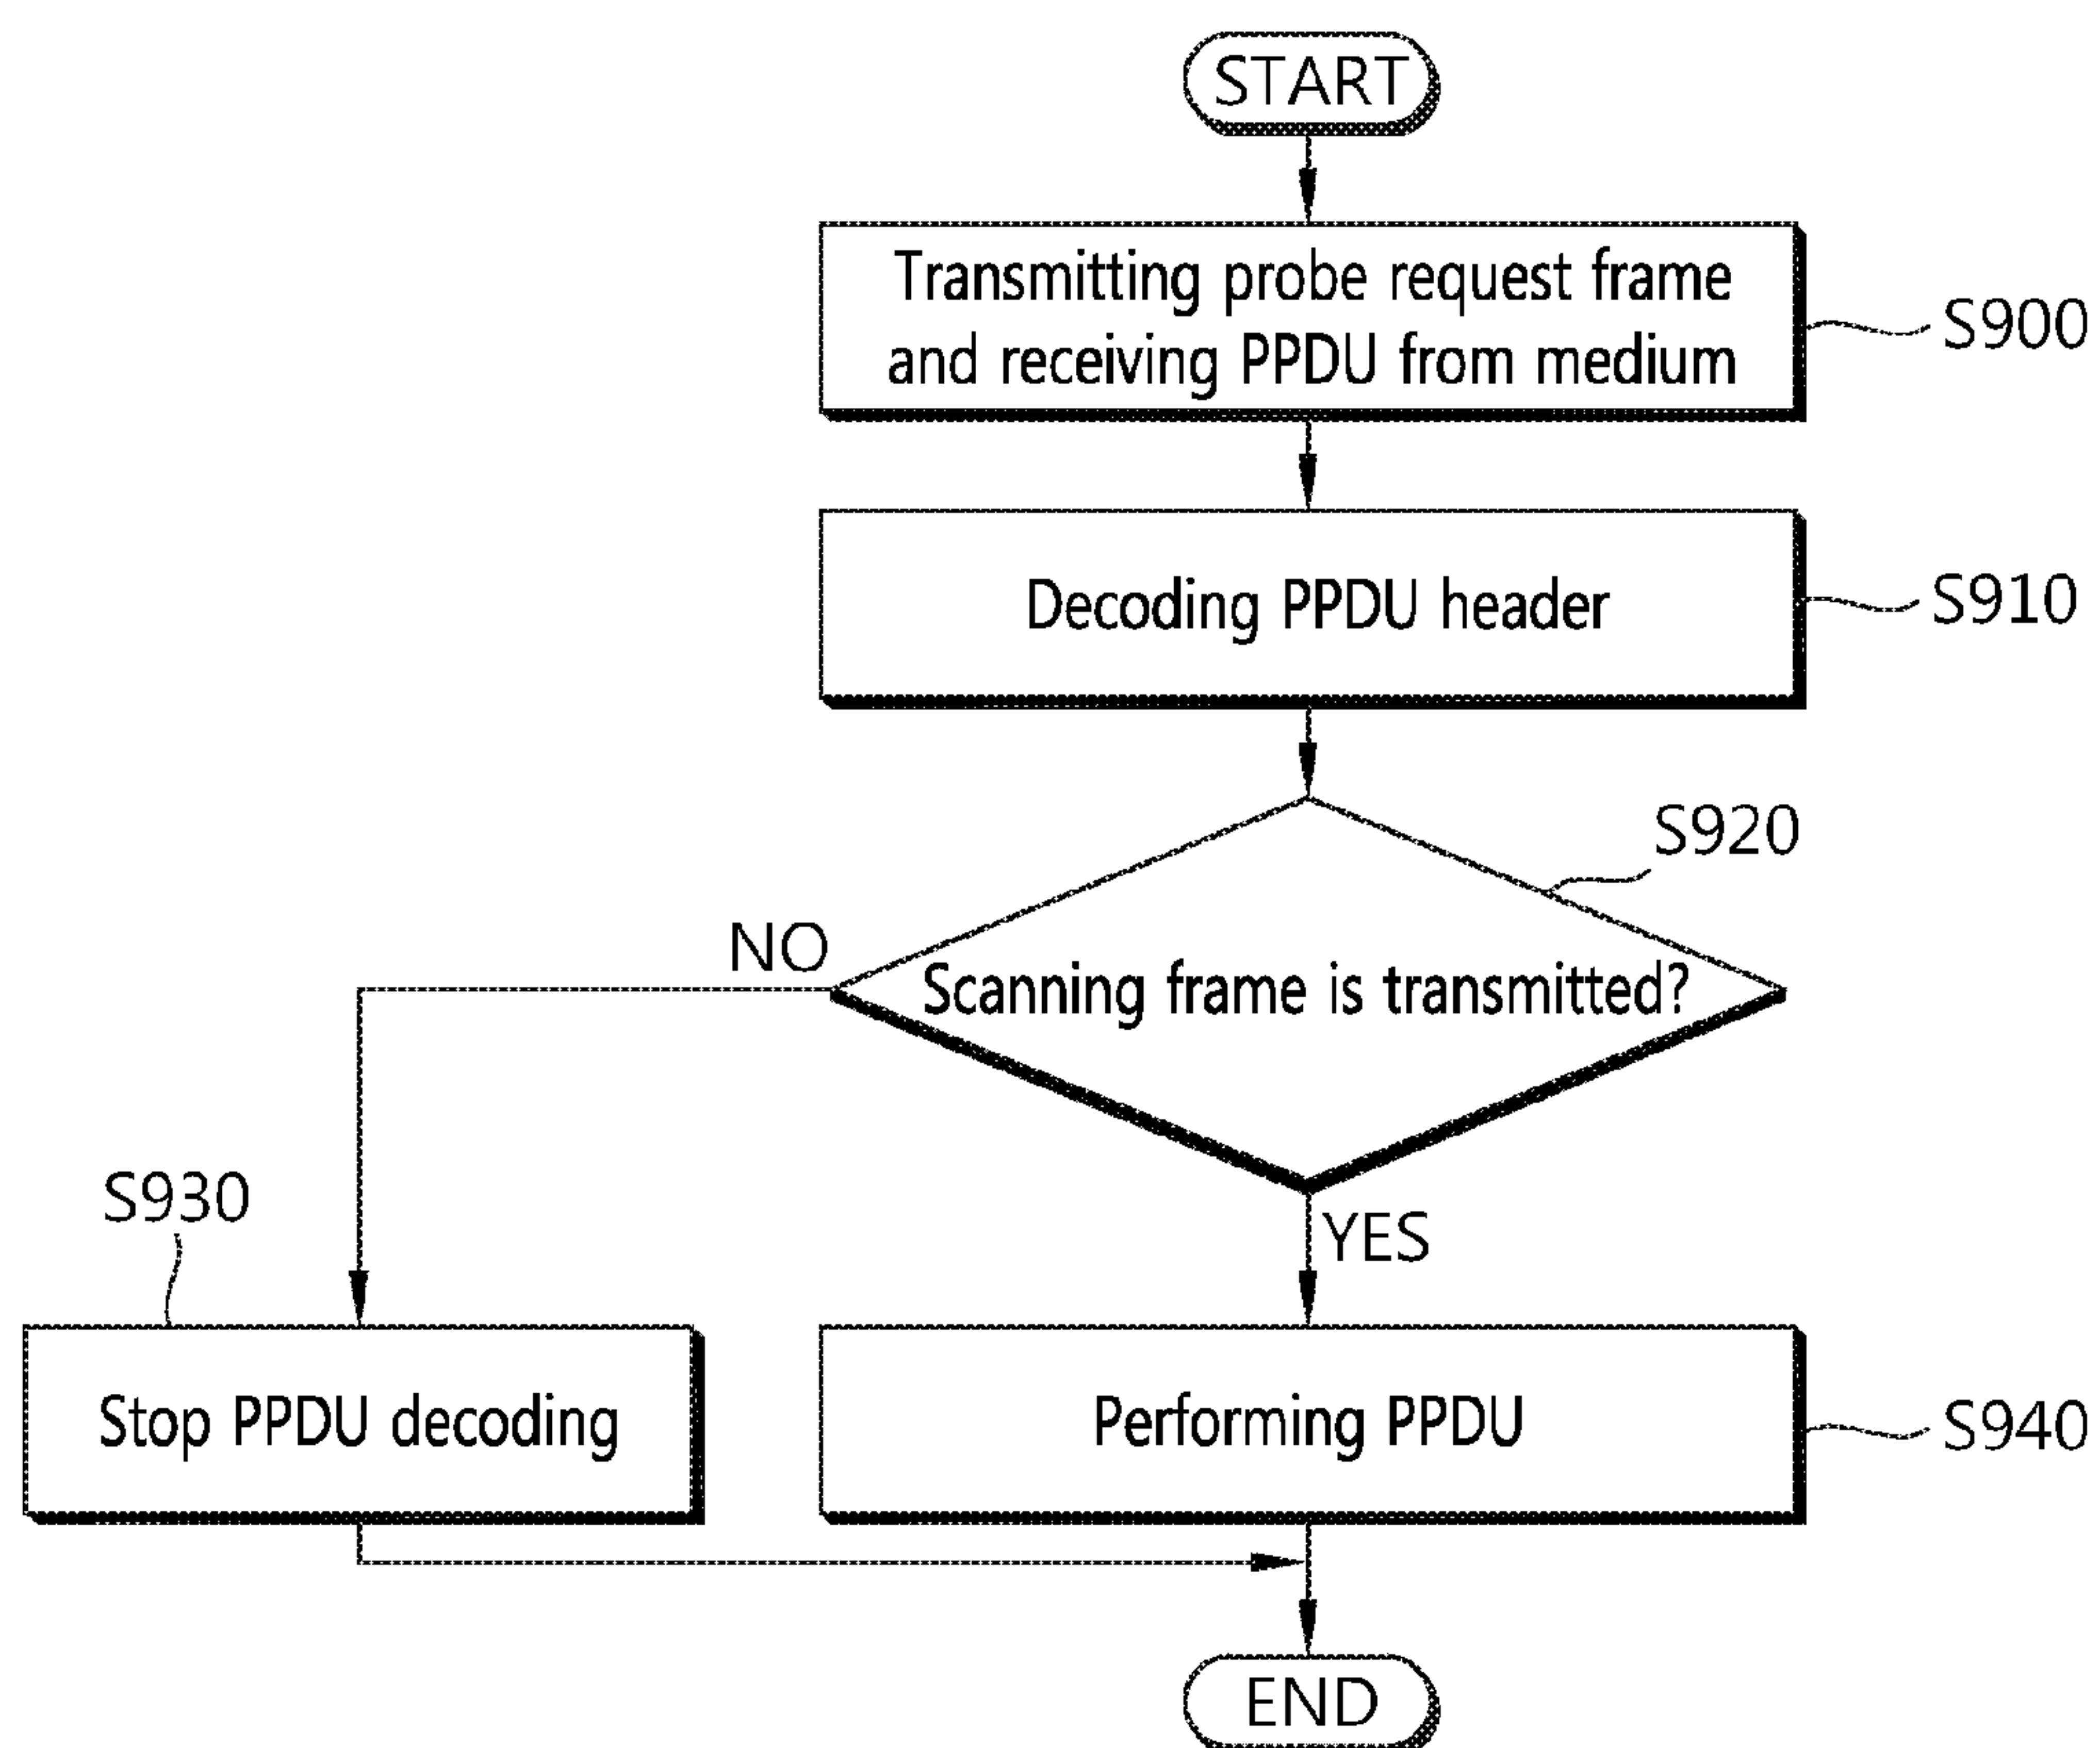 START
Transmitting probe request frame
and receiving PPDU from medium
S900
Decoding PPDU header
S910
S920
Scanning frame is transmitted?
NO
YES
S930
Stop PPDU decoding
Performing PPDU
S940
END